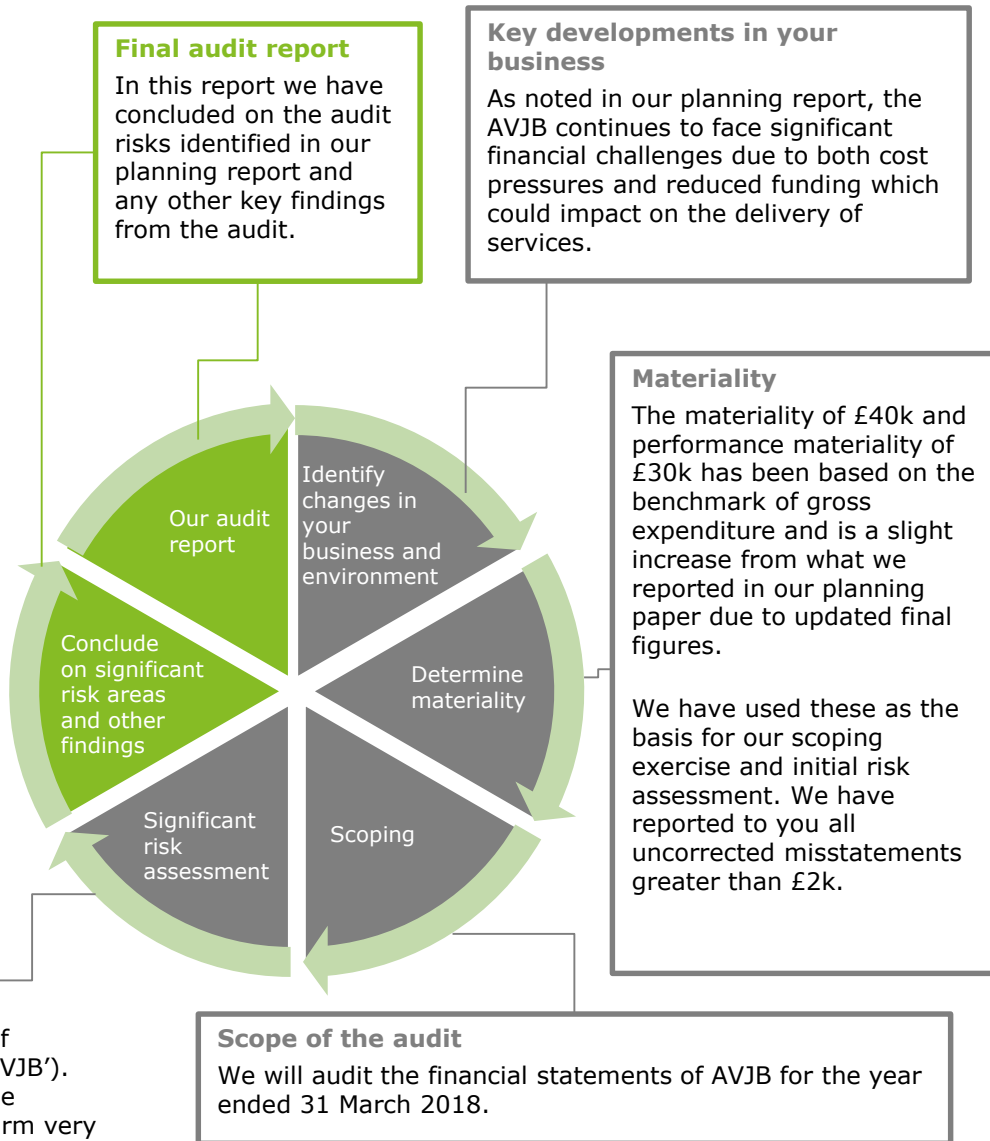 Final audit report
In this report we have
concluded on the audit
risks identified in our
planning report and
any other key findings
from the audit.
Key developments in your
business
As noted in our planning report, the
AVJB continues to face significant
financial challenges due to both cost
pressures and reduced funding which
could impact on the delivery of
services.
Materiality
The materiality of £40k and
performance materiality of
£30k has been based on the
benchmark of gross
expenditure and is a slight
increase from what we
reported in our planning
paper due to updated final
figures.
We have used these as the
basis for our scoping
exercise and initial risk
assessment. We have
reported to you all
uncorrected misstatements
greater than £2k.
Identify
changes in
your
business and
environment
Determine
materiality
Scoping
Significant
risk
assessment
Conclude
on significant
risk areas
and other
findings
Our audit
report
Scope of the audit
We will audit the financial statements of AVJB for the year
ended 31 March 2018.
f
VJB’).
e
rm very